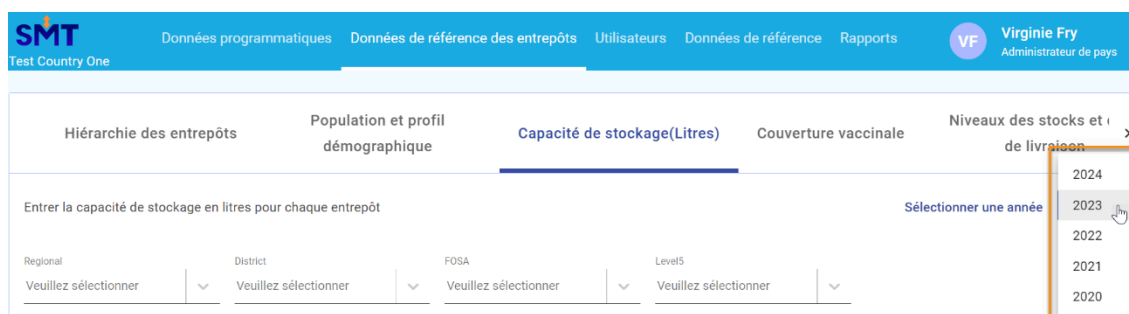 SMT
Test Country One
Données programmatiques Données de référence des entrepôts Utilisateurs Données de référence Rapports
VF
Virginie Fry
Administrateur de pays
Hiérarchie des entrepôts
Population et profil
démographique
Capacité de stockage(Litres)
Couverture vaccinale
Niveaux des stocks et
de livraison
Entrer la capacité de stockage en litres pour chaque entrepôt
Sélectionner une année
2024
2023
2022
2021
2020
Regional District FOSA Level5
Veuillez sélectionner Veuillez sélectionner Veuillez sélectionner Veuillez sélectionner